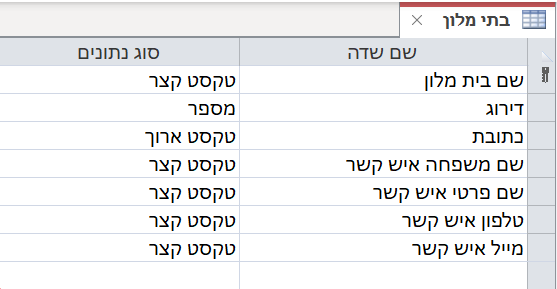 בתי מלון
שם שדה סוג נתונים
שם בית מלון טקסט קצר
דירוג מספר
כתובת טקסט ארוך
שם משפחה איש קשר טקסט קצר
שם פרטי איש קשר טקסט קצר
טלפון איש קשר טקסט קצר
מייל איש קשר טקסט קצר